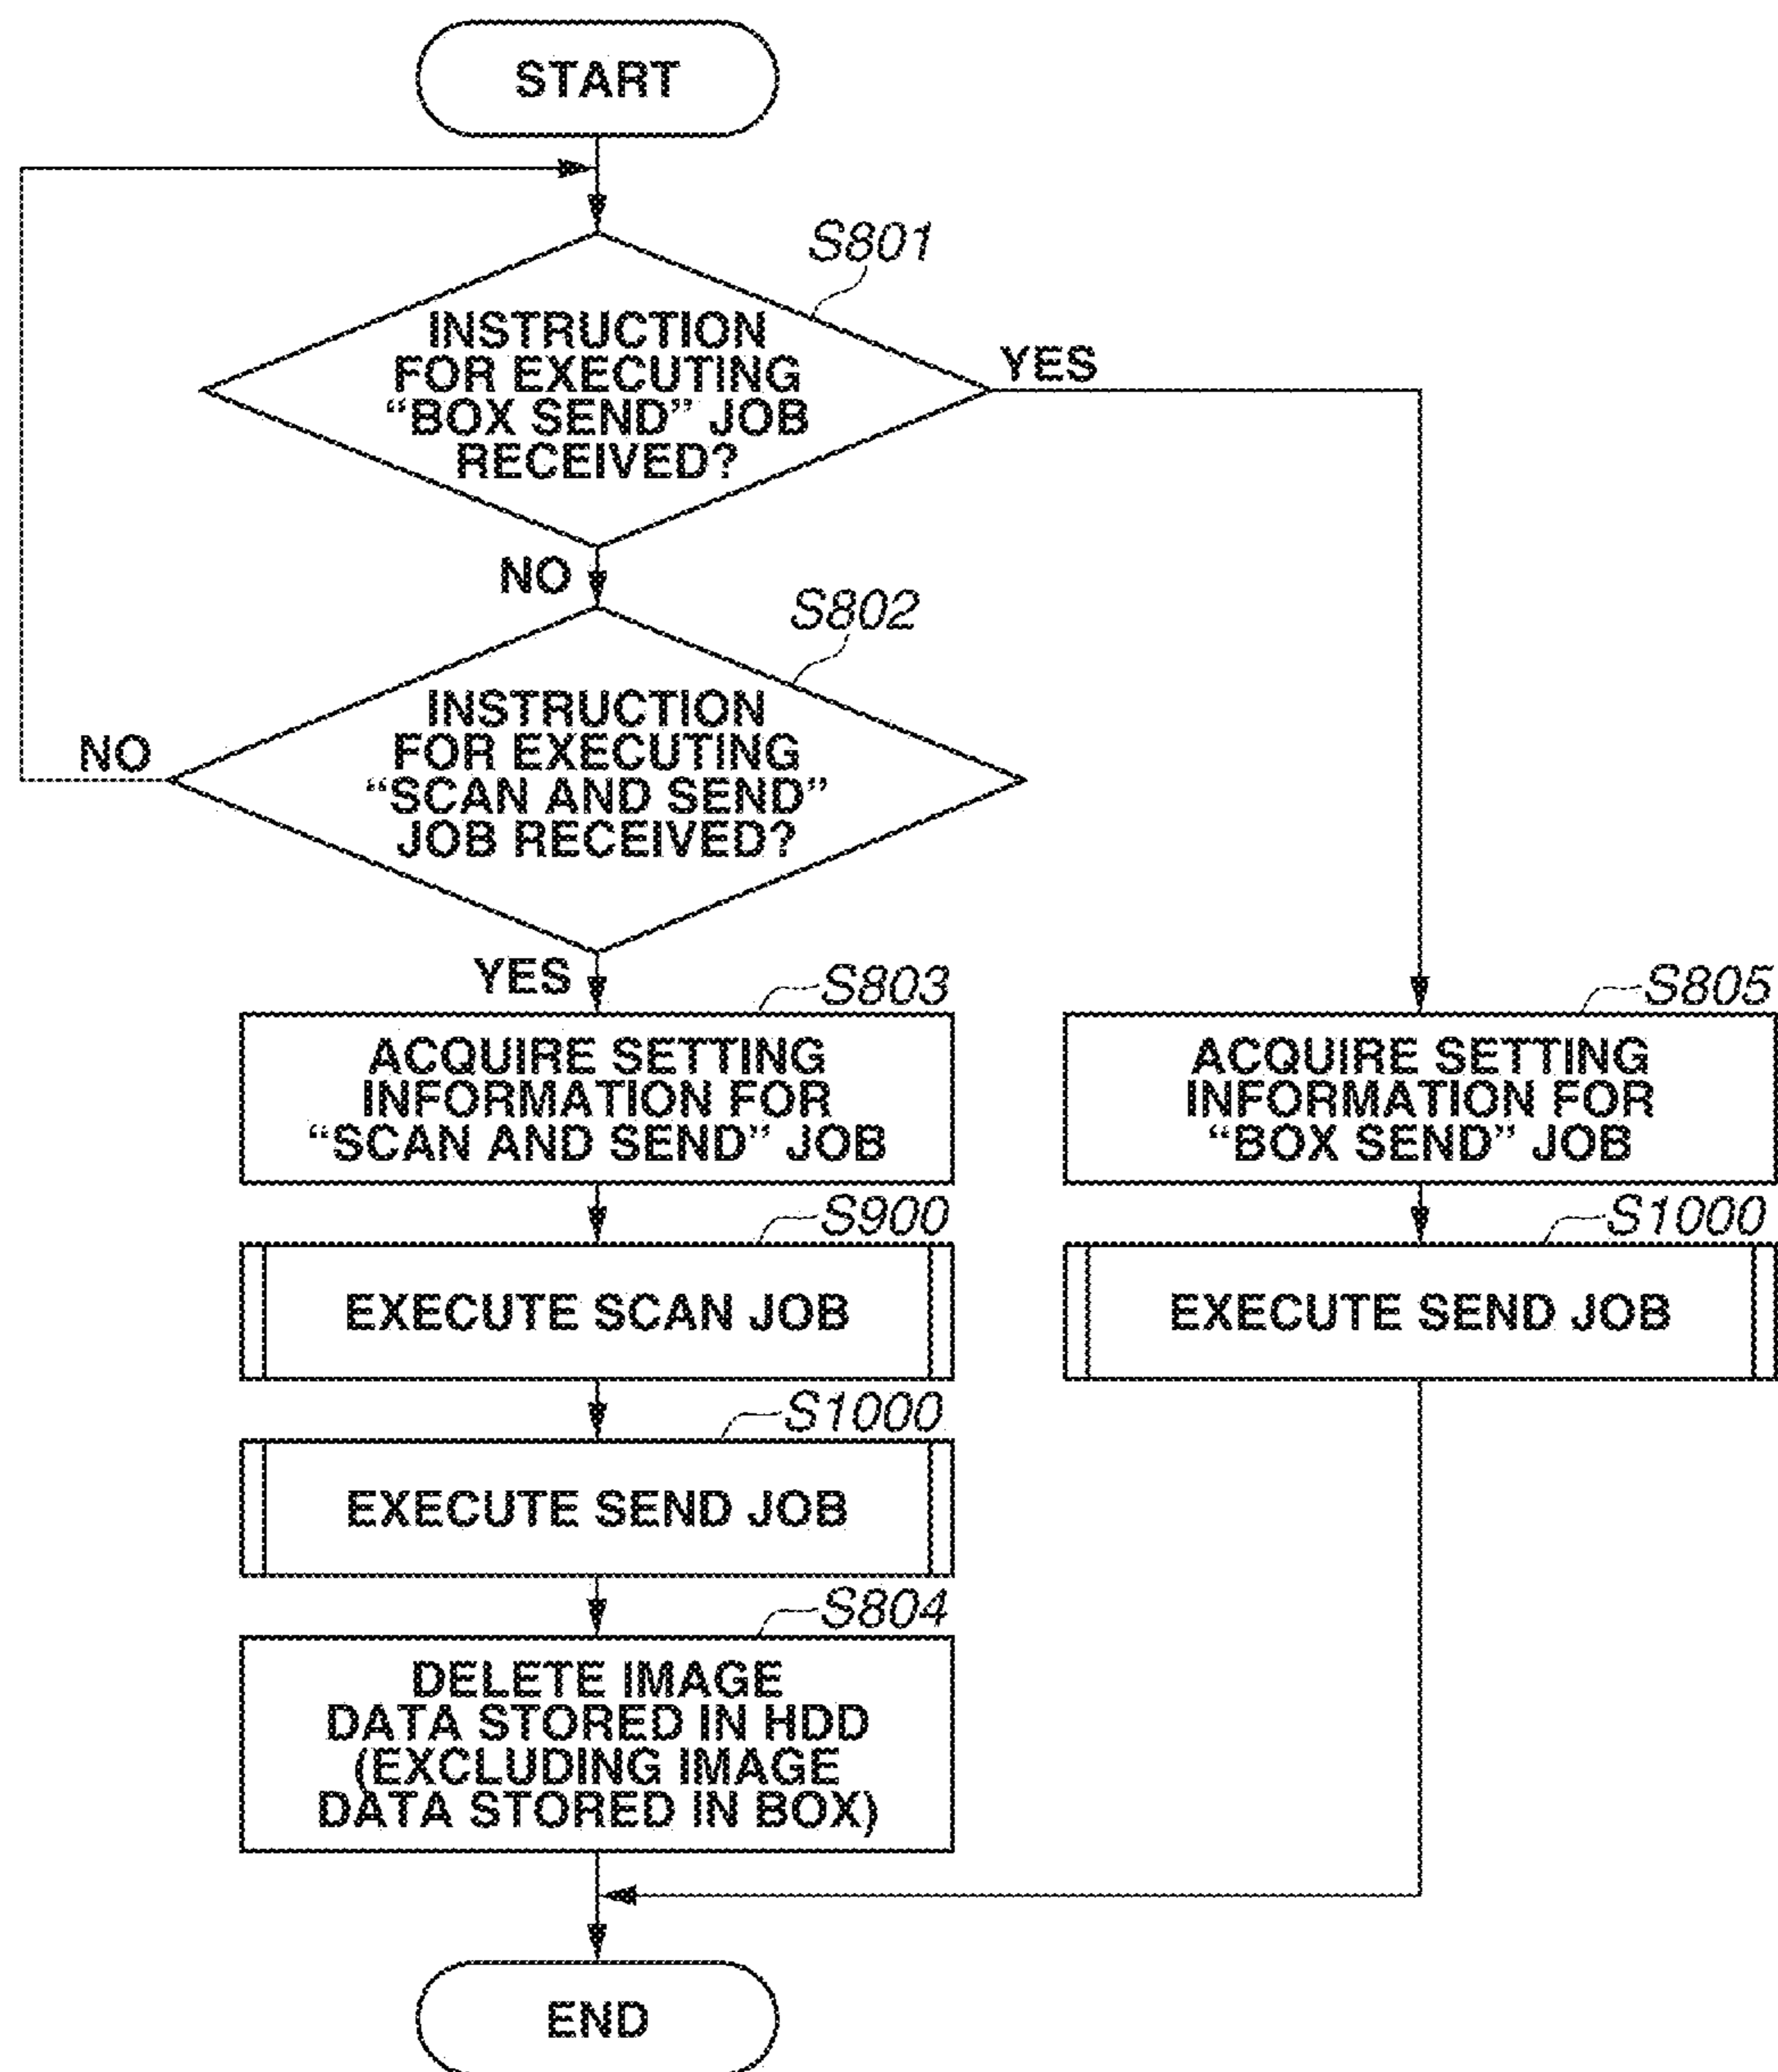 START
S801
INSTRUCTION
FOR EXECUTING
“BOX SEND” JOB
RECEIVED?
YES
NO
S802
INSTRUCTION
FOR EXECUTING
“SCAN AND SEND”
JOB RECEIVED?
NO
YES
S803
ACQUIRE SETTING
INFORMATION FOR
“SCAN AND SEND” JOB
S805
ACQUIRE SETTING
INFORMATION FOR
“BOX SEND” JOB
S900
EXECUTE SCAN JOB
S1000
EXECUTE SEND JOB
S1000
EXECUTE SEND JOB
S804
DELETE IMAGE
DATA STORED IN HDD
(EXCLUDING IMAGE
DATA STORED IN BOX)
END